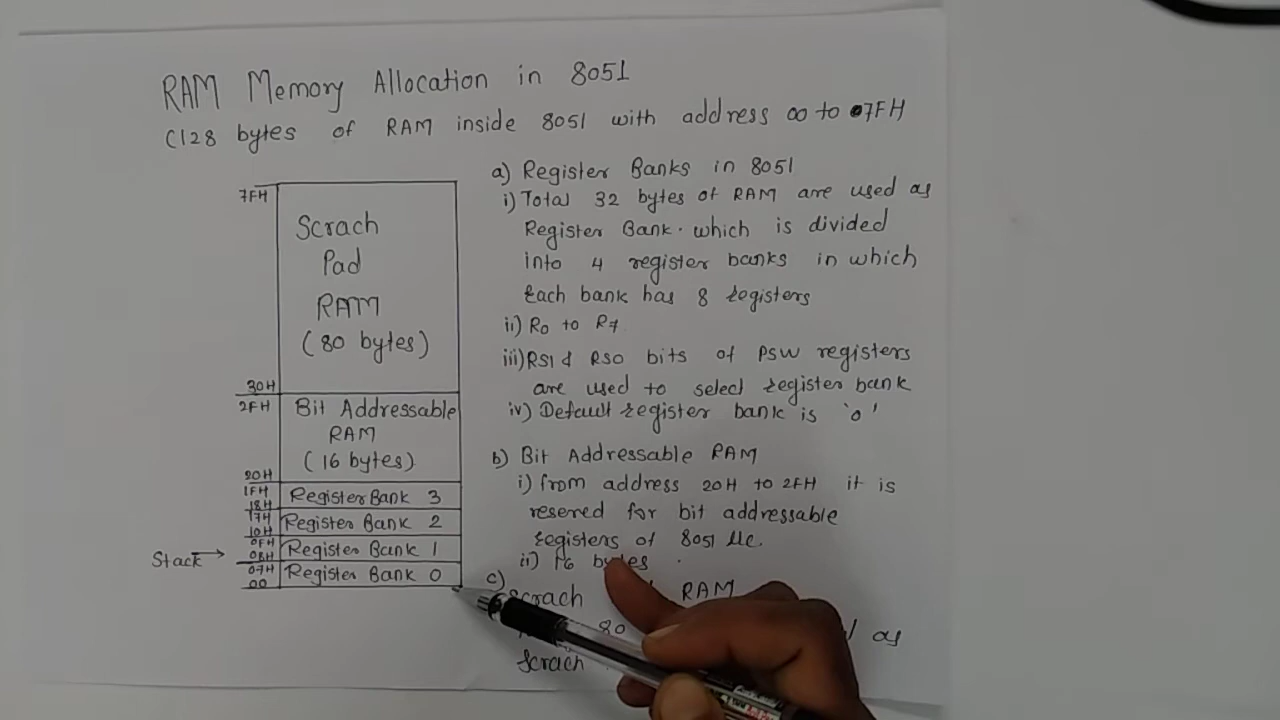 RAM Memory Allocation in 8051
(128 bytes of RAM inside 8051 with address 00 to 07FH
7FH
Scrach
Pad
RAM
(80 bytes)
30H
2FH
Bit Addressable
RAM
(16 bytes)
20H
1FH
Register Bank 3
18H
17H
Register Bank 2
10H
0FH
Register Bank 1
Stack
08H
07H
Register Bank 0
00
a) Register Banks in 8051
i) Total 32 bytes of RAM are used as
Register Bank. which is divided
into 4 register banks in which
Each bank has 8 registers
ii) R0 to R7
iii) RS1 & RS0 bits of PSW registers
are used to select register bank
iv) Default register bank is '0'
b) Bit Addressable RAM
i) from address 20H to 2FH it is
resered for bit addressable
registers of 8051 Uc.
ii) 16 bytes
c)
Scrach RAM
80 as
Scrach